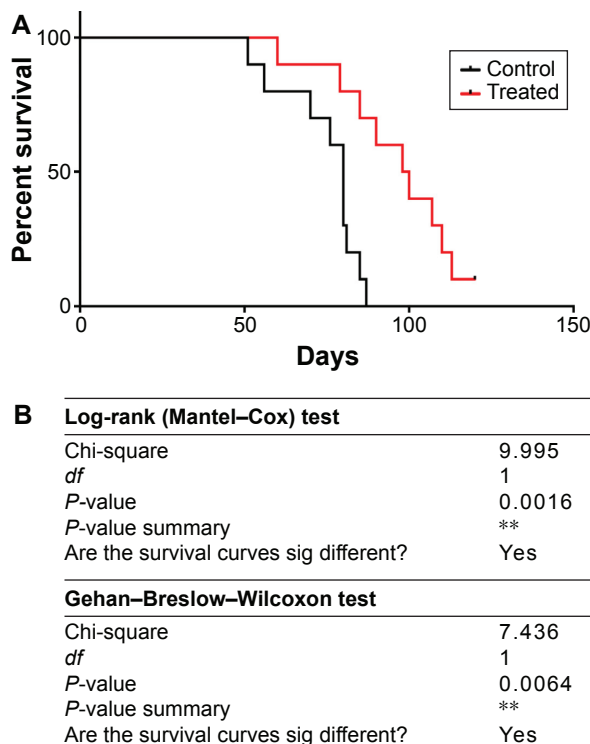 A
Percent survival
100
50
0
Control
Treated
0 50 100 150
Days
B
Log-rank (Mantel–Cox) test
Chi-square 9.995
df 1
P-value 0.0016
P-value summary **
Are the survival curves sig different? Yes
Gehan–Breslow–Wilcoxon test
Chi-square 7.436
df 1
P-value 0.0064
P-value summary **
Are the survival curves sig different? Yes